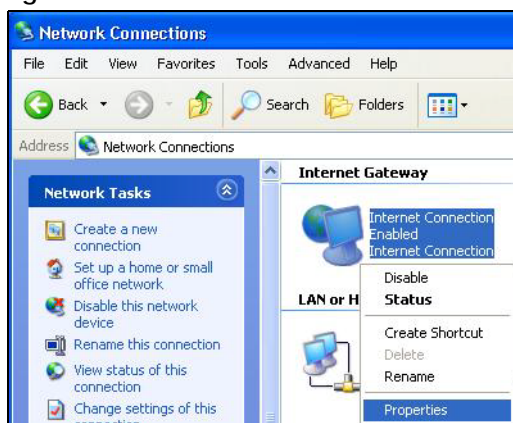 Network Connections
File Edit View Favorites Tools Advanced Help
Back Search Folders
Address Network Connections
Network Tasks
Create a new
connection
Set up a home or small
office network
Disable this network
device
Rename this connection
View status of this
connection
Change settings of this
Internet Gateway
Internet Connection
Enabled
Internet Connection
LAN or H
Disable
Status
Create Shortcut
Delete
Rename
Properties